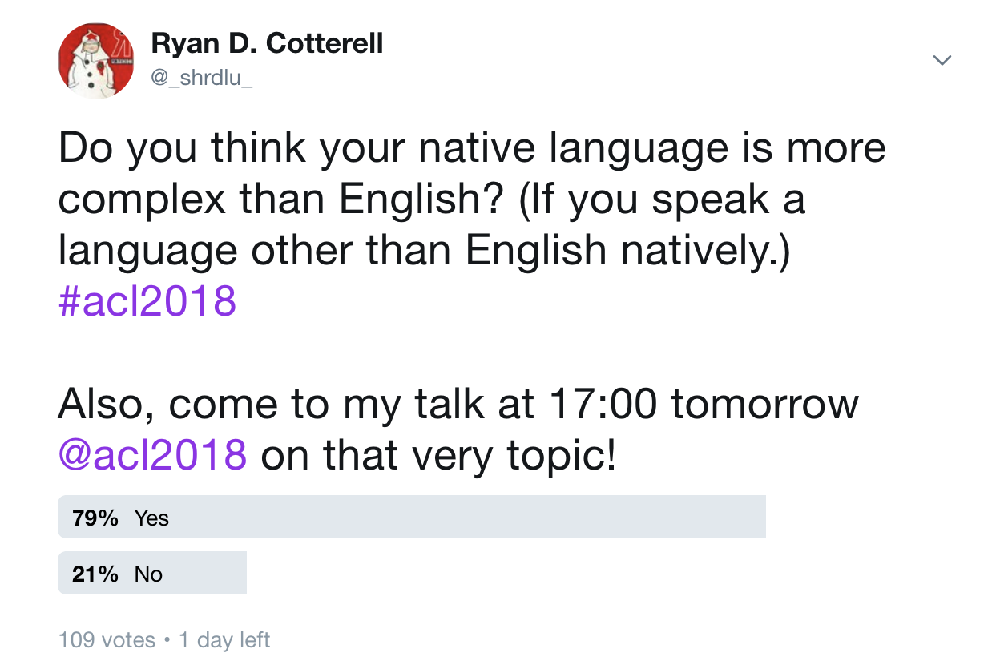 Ryan D. Cotterell
@_shrdlu_
Do you think your native language is more
complex than English? (If you speak a
language other than English natively.)
#acl2018
Also, come to my talk at 17:00 tomorrow
@acl2018 on that very topic!
79% Yes
21% No
109 votes • 1 day left